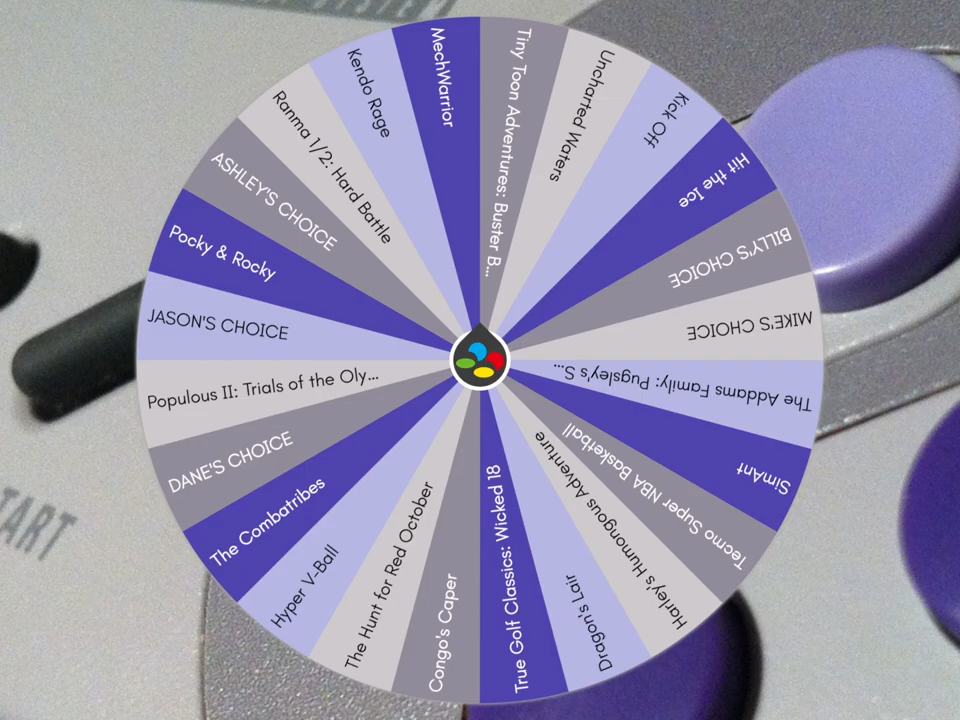 Tiny Toon Adventures: Buster B...
Uncharted Waters
Kick Off
Hit the Ice
BILLY'S CHOICE
MIKE'S CHOICE
The Addams Family: Pugsley's S...
SimAnt
Tecmo Super NBA Basketball
Harley's Humongous Adventure
Dragon's Lair
True Golf Classics: Wicked 18
Congo's Caper
The Hunt for Red October
Hyper V-Ball
The Combatribes
DANE'S CHOICE
Populous II: Trials of the Oly...
JASON'S CHOICE
Pocky & Rocky
ASHLEY'S CHOICE
Ranma 1/2: Hard Battle
Kendo Rage
MechWarrior